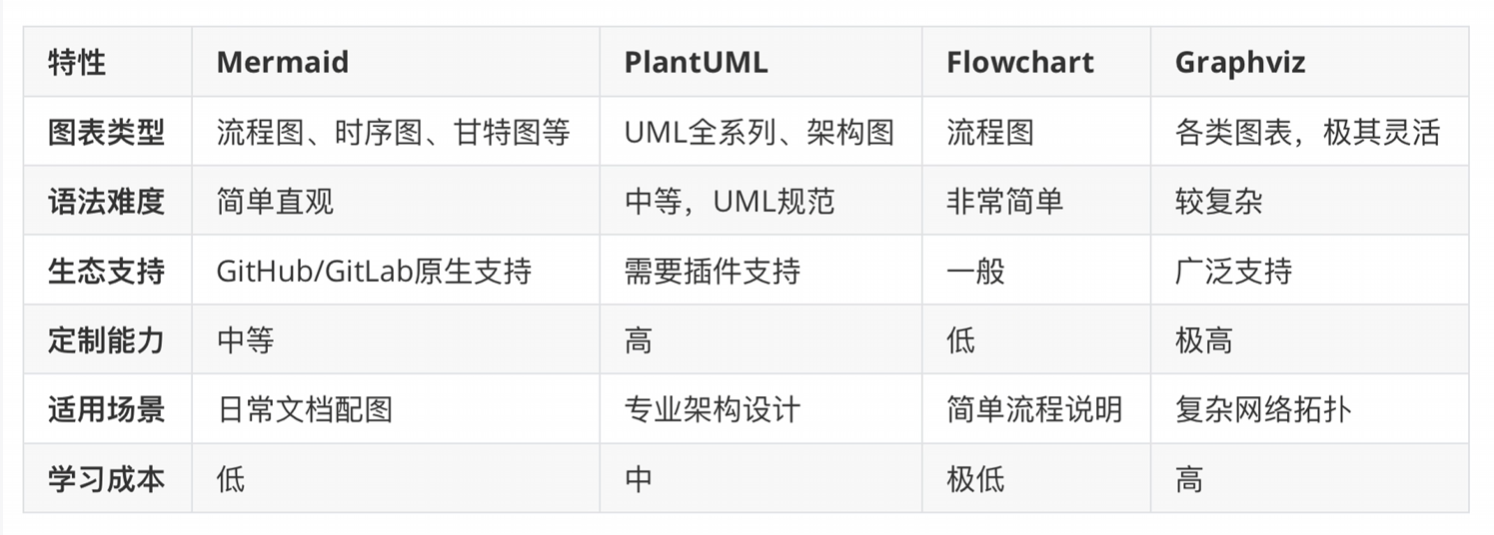 特性 Mermaid PlantUML Flowchart Graphviz
图表类型 流程图、时序图、甘特图等 UML全系列、架构图 流程图 各类图表，极其灵活
语法难度 简单直观 中等，UML规范 非常简单 较复杂
生态支持 GitHub/GitLab原生支持 需要插件支持 一般 广泛支持
定制能力 中等 高 低 极高
适用场景 日常文档配图 专业架构设计 简单流程说明 复杂网络拓扑
学习成本 低 中 极低 高